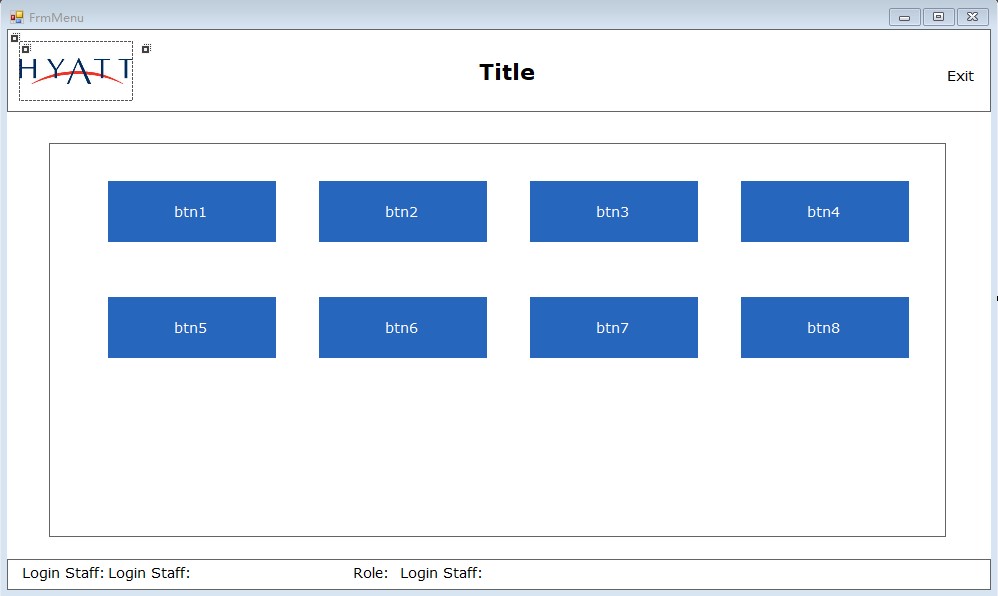 FrmMenu
HYATT
Title
Exit
btn1 btn2 btn3 btn4
btn5 btn6 btn7 btn8
Login Staff: Login Staff: Role: Login Staff: